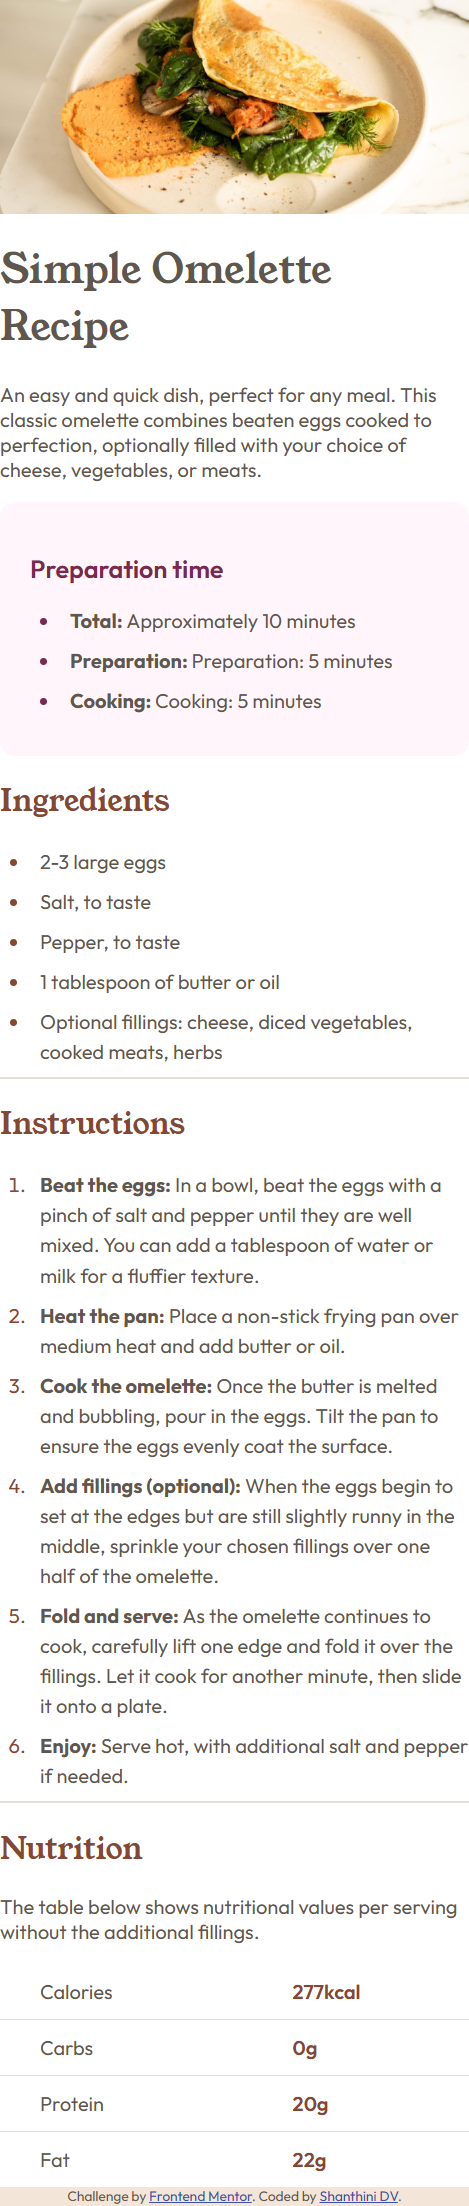 Simple Omelette
Recipe
An easy and quick dish, perfect for any meal. This
classic omelette combines beaten eggs cooked to
perfection, optionally filled with your choice of
cheese, vegetables, or meats.
Preparation time
• Total: Approximately 10 minutes
• Preparation: Preparation: 5 minutes
• Cooking: Cooking: 5 minutes
Ingredients
• 2-3 large eggs
• Salt, to taste
• Pepper, to taste
• 1 tablespoon of butter or oil
• Optional fillings: cheese, diced vegetables,
cooked meats, herbs
Instructions
1. Beat the eggs: In a bowl, beat the eggs with a
pinch of salt and pepper until they are well
mixed. You can add a tablespoon of water or
milk for a fluffier texture.
2. Heat the pan: Place a non-stick frying pan over
medium heat and add butter or oil.
3. Cook the omelette: Once the butter is melted
and bubbling, pour in the eggs. Tilt the pan to
ensure the eggs evenly coat the surface.
4. Add fillings (optional): When the eggs begin to
set at the edges but are still slightly runny in the
middle, sprinkle your chosen fillings over one
half of the omelette.
5. Fold and serve: As the omelette continues to
cook, carefully lift one edge and fold it over the
fillings. Let it cook for another minute, then slide
it onto a plate.
6. Enjoy: Serve hot, with additional salt and pepper
if needed.
Nutrition
The table below shows nutritional values per serving
without the additional fillings.
Calories 277kcal
Carbs 0g
Protein 20g
Fat 22g
Challenge by Frontend Mentor. Coded by Shanthini DV.